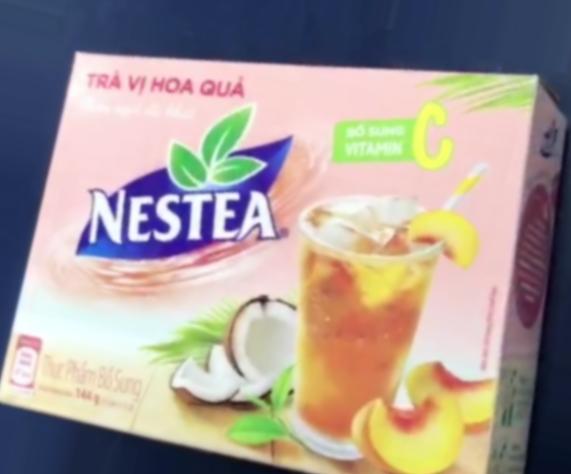 TRÀ VỊ HOA QUẢ
BỔ SUNG
VITAMIN C
NESTEA
Thực Phẩm Bổ Sung
144 g